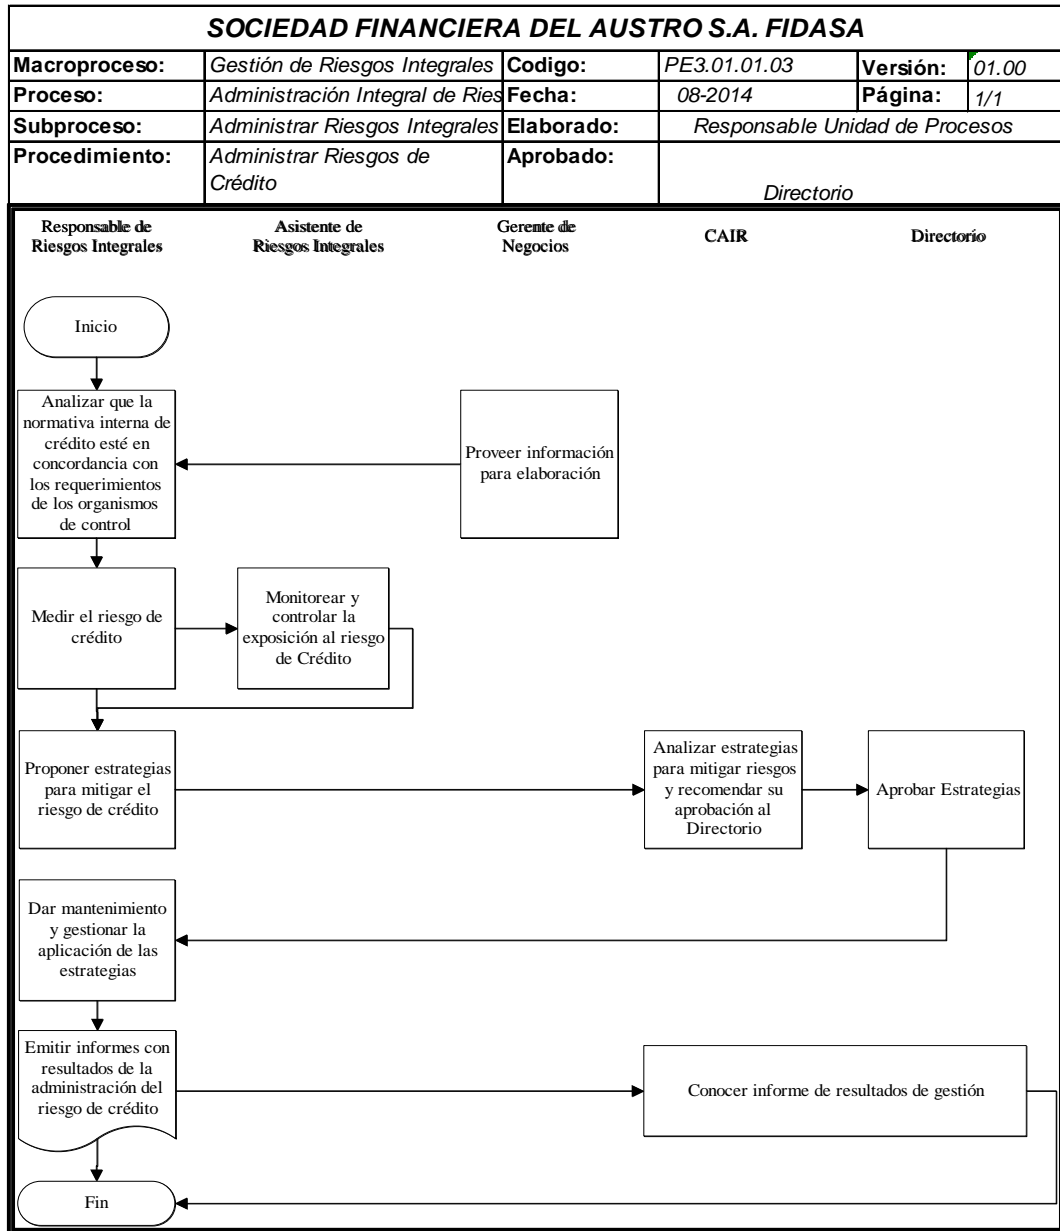 SOCIEDAD FINANCIERA DEL AUSTRO S.A. FIDASA
Macroproceso: Gestión de Riesgos Integrales Codigo: PE3.01.01.03 Versión: 01.00
Proceso: Administración Integral de Ries Fecha: 08-2014 Página: 1/1
Subproceso: Administrar Riesgos Integrales Elaborado: Responsable Unidad de Procesos
Procedimiento: Administrar Riesgos de
Crédito
Aprobado:
Directorio
Responsable de
Riesgos Integrales
Asistente de
Riesgos Integrales
Gerente de
Negocios
CAIR
Directorío
Inicio
Analizar que la
normativa interna de
crédito esté en
concordancia con
los requerimientos
de los organismos
de control
Proveer información
para elaboración
Medir el riesgo de
crédito
Monitorear y
controlar la
exposición al riesgo
de Crédito
Proponer estrategias
para mitigar el
riesgo de crédito
Analizar estrategias
para mitigar riesgos
y recomendar su
aprobación al
Directorio
Aprobar Estrategias
Dar mantenimiento
y gestionar la
aplicación de las
estrategias
Emitir informes con
resultados de la
administración del
riesgo de crédito
Conocer informe de resultados de gestión
Fin